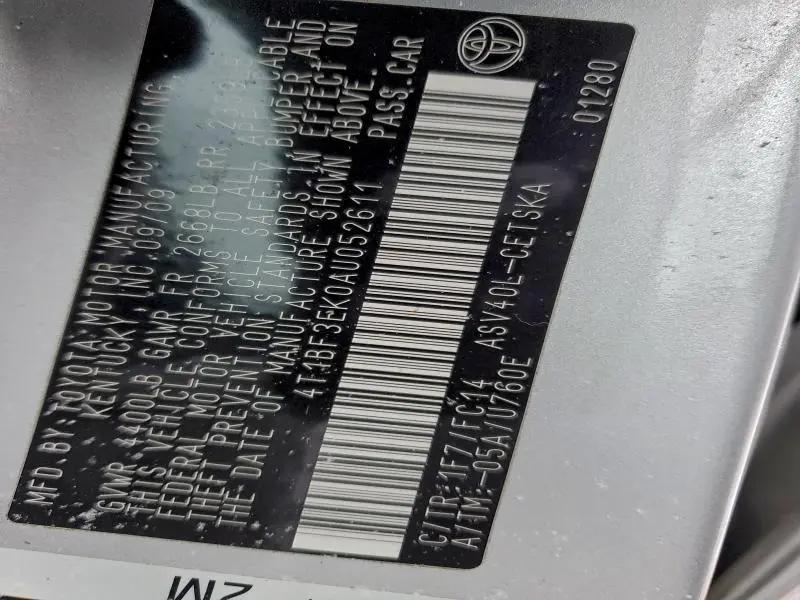 MFD. BY: TOYOTA MOTOR MANUFACTURING,
KENTUCKY, INC. 09/09
GVWR 4400LB GAWR FR 2668LB RR
THIS VEHICLE CONFORMS TO ALL APPLICABLE
FEDERAL MOTOR VEHICLE SAFETY, BUMPER, AND
THEFT PREVENTION STANDARDS IN EFFECT ON
THE DATE OF MANUFACTURE SHOWN ABOVE.
4T1BF3EK0AU052611 PASS. CAR
C/TR: 1F7/FC14 ASV40L-CETSKA
A/TM: -05A/U760E
01280
2M